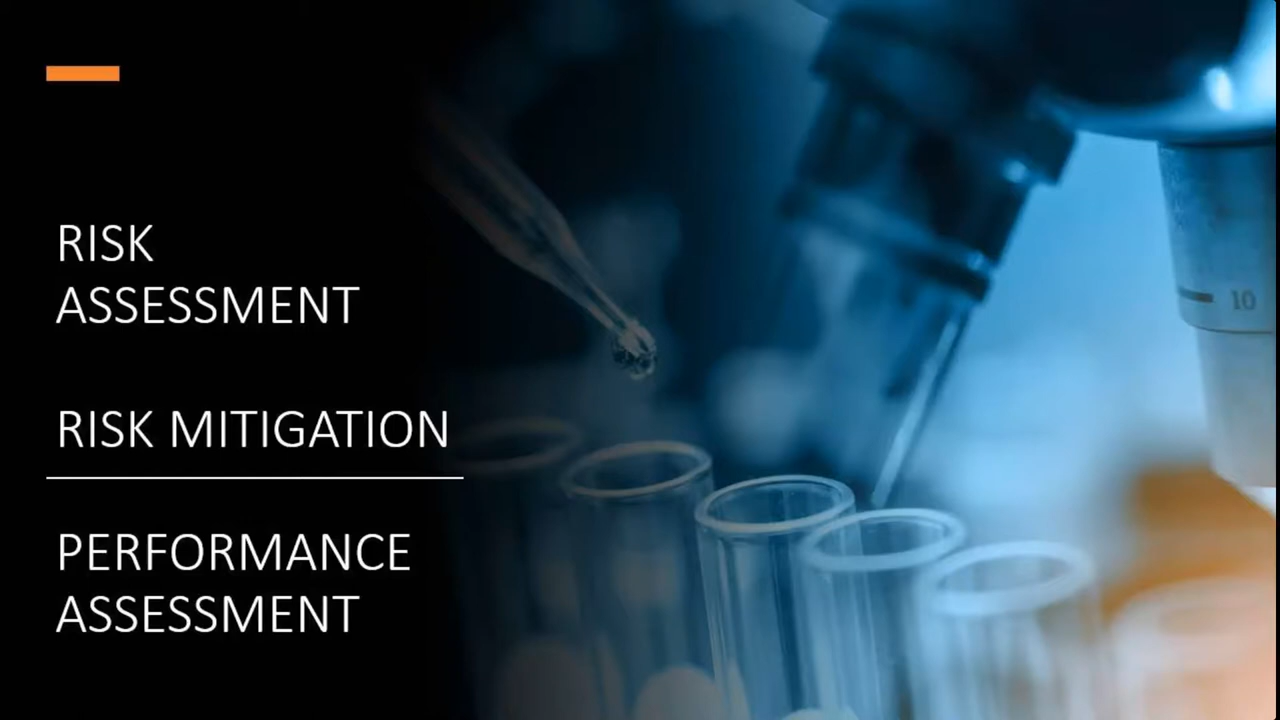 RISK
ASSESSMENT
RISK MITIGATION
PERFORMANCE
ASSESSMENT
10